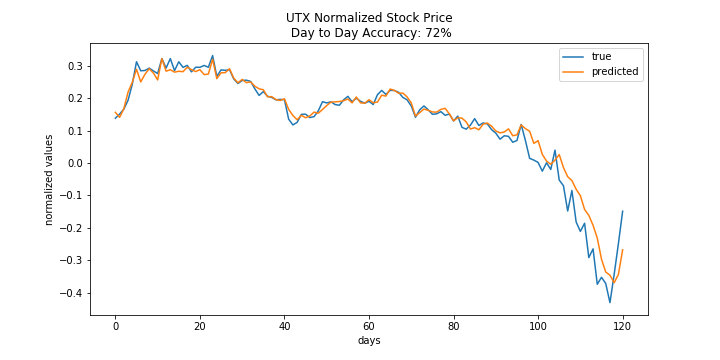 UTX Normalized Stock Price
Day to Day Accuracy: 72%
true
predicted
normalized values
0.3
0.2
0.1
0.0
−0.1
−0.2
−0.3
−0.4
0 20 40 60 80 100 120
days